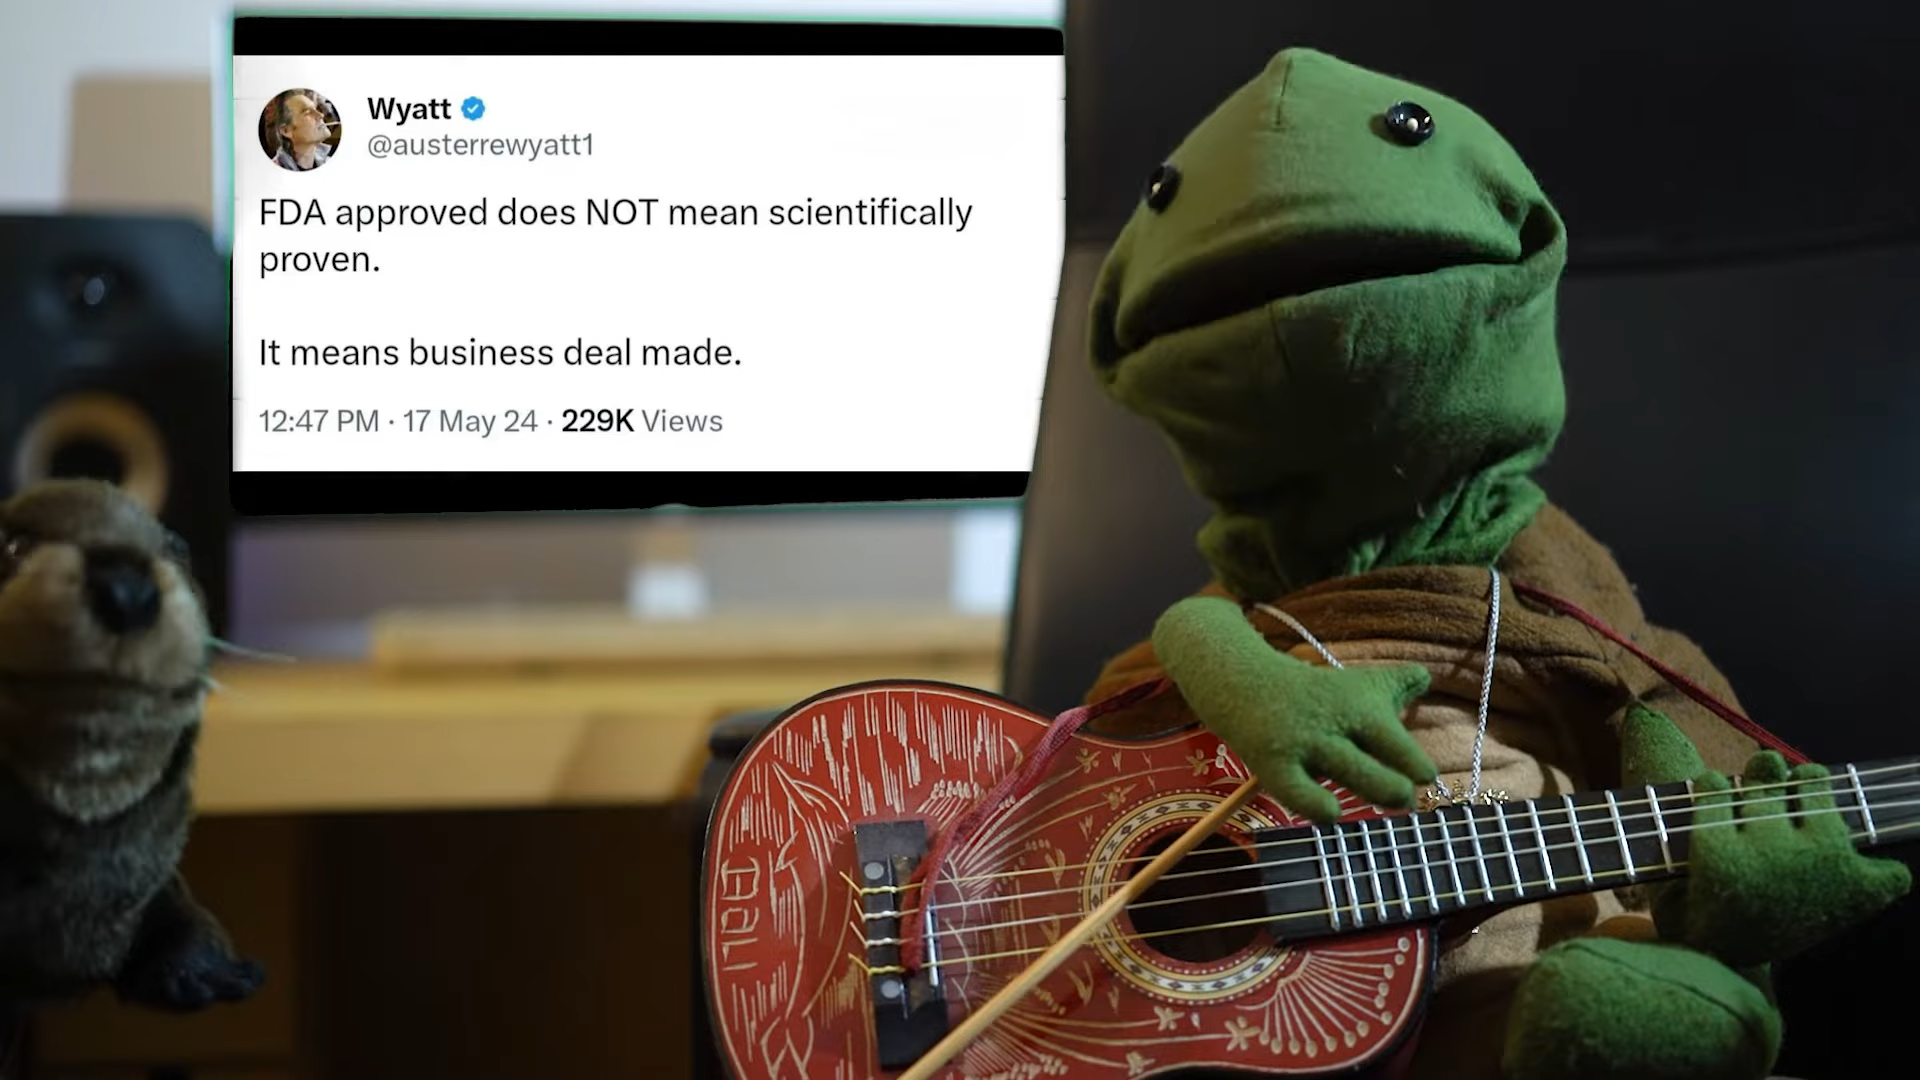 Wyatt
@austerrewyatt1
FDA approved does NOT mean scientifically
proven.
It means business deal made.
12:47 PM · 17 May 24 · 229K Views